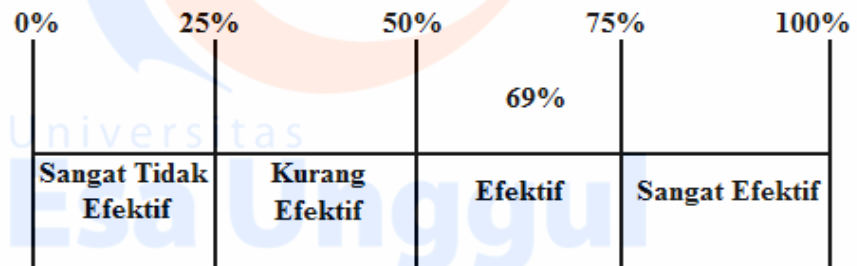 0% 25% 50% 75% 100%
69%
Universitas
Esa Unggul
Sangat Tidak Efektif
Kurang Efektif
Efektif
Sangat Efektif